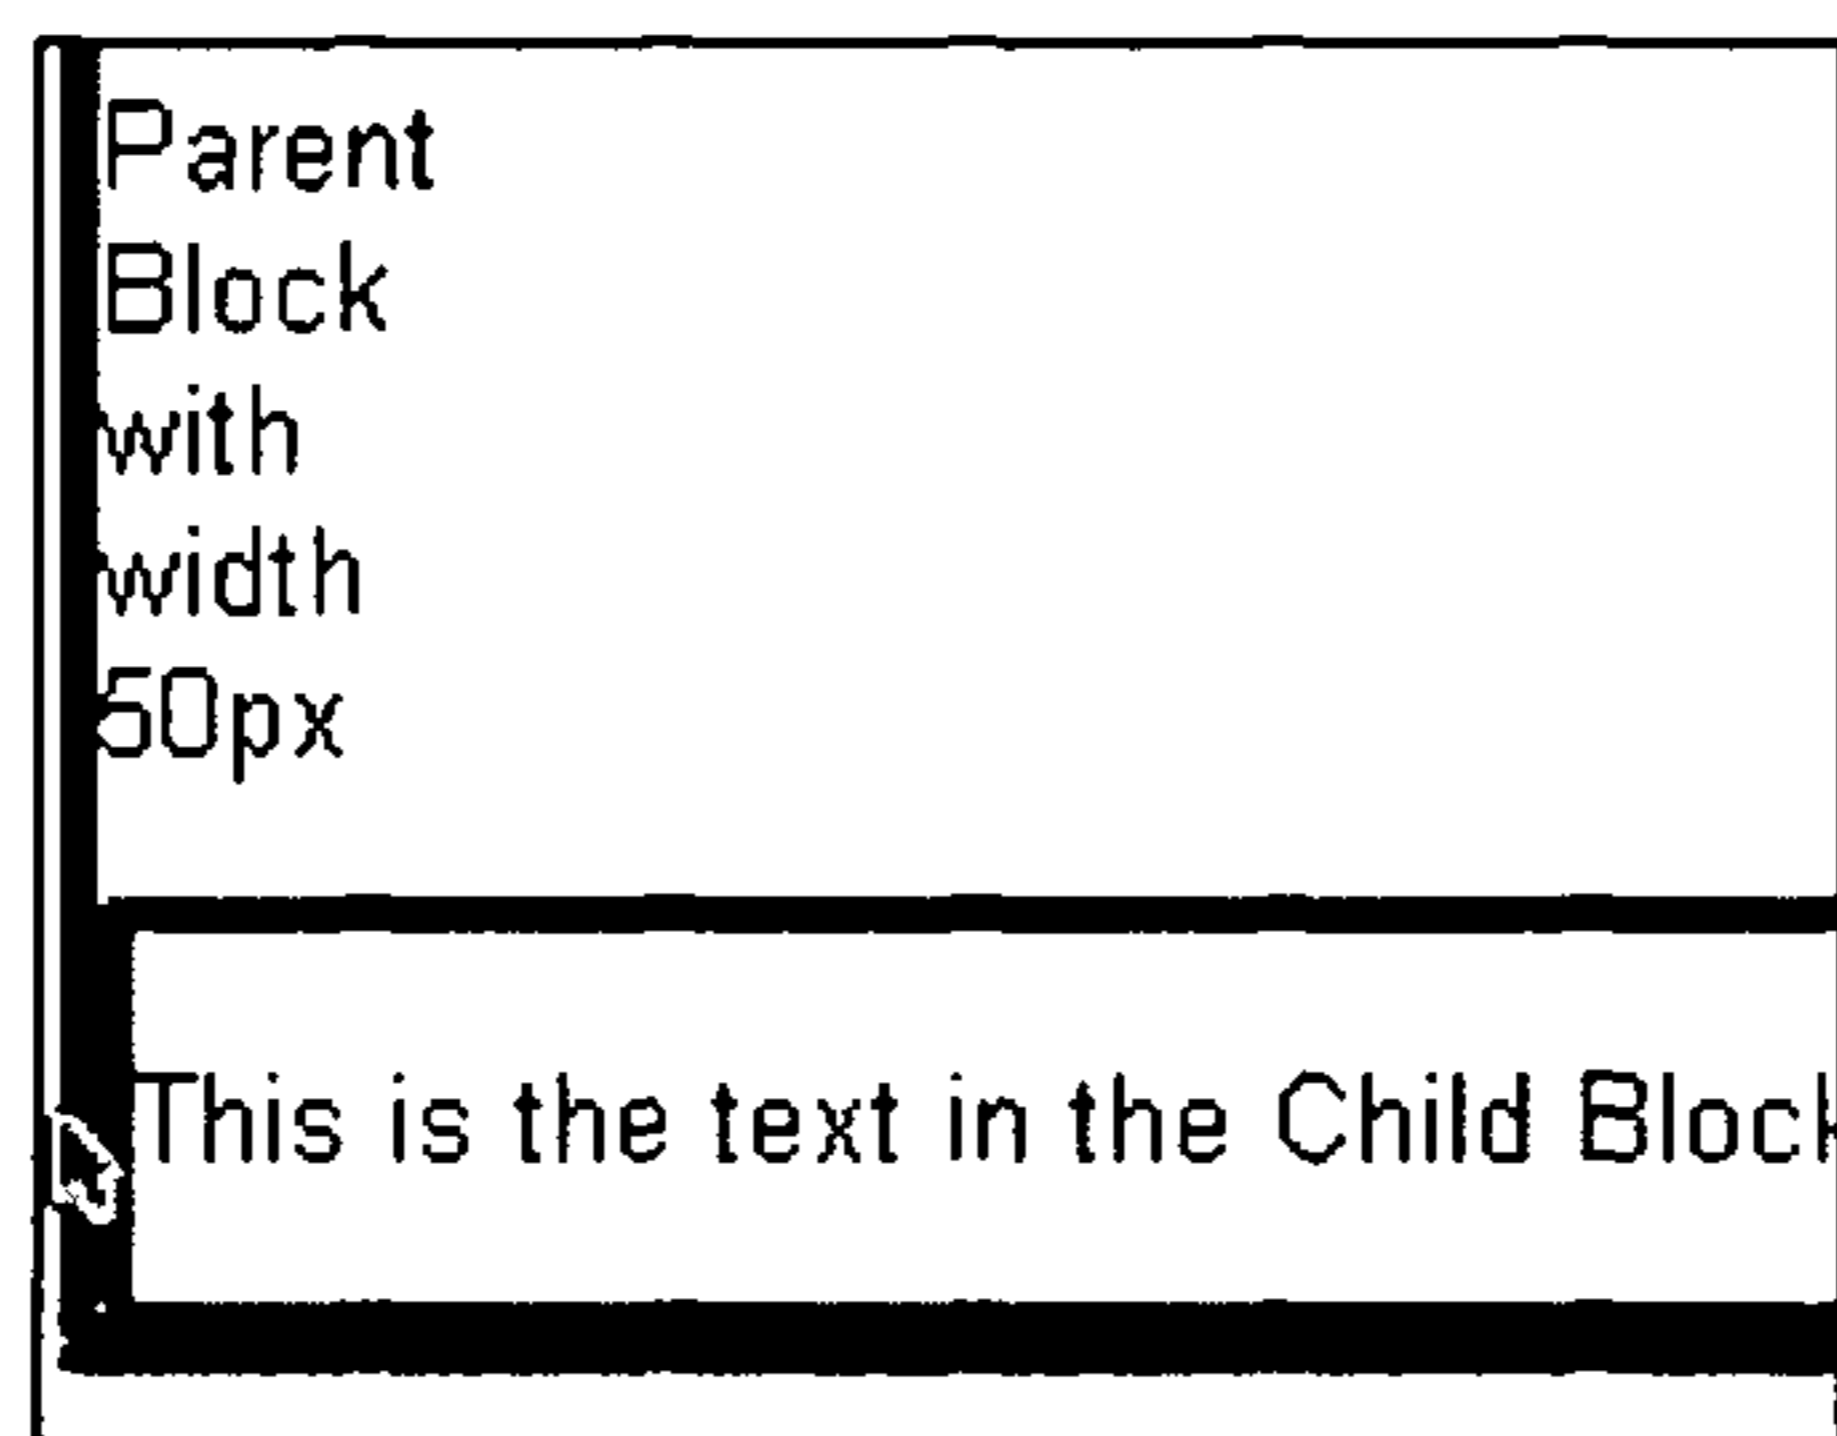 Parent
Block
with
width
50px
This is the text in the Child Block